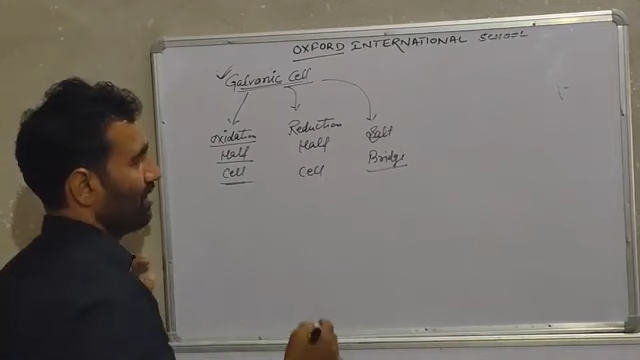 OXFORD INTERNATIONAL SCHOOL
Galvanic Cell
Oxidation
Half
Cell
Reduction
Half
Cell
Salt
Bridge